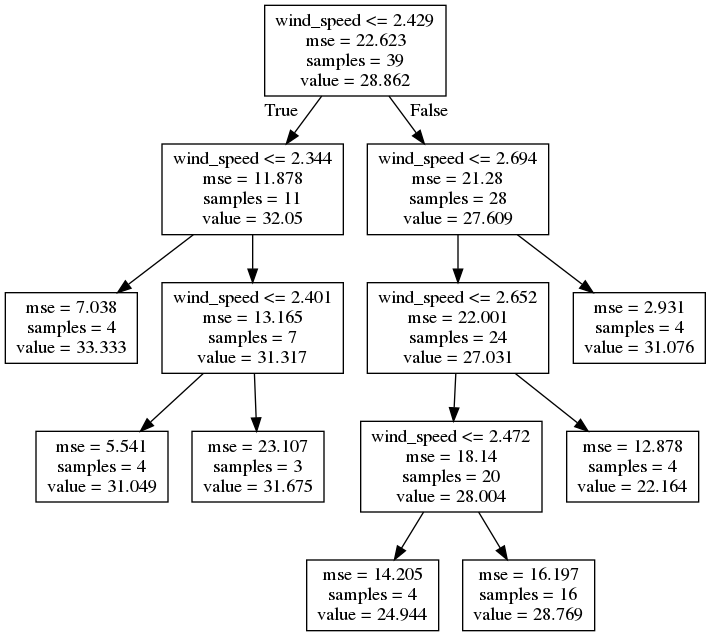 wind_speed <= 2.429
mse = 22.623
samples = 39
value = 28.862
True
False
wind_speed <= 2.344
mse = 11.878
samples = 11
value = 32.05
wind_speed <= 2.694
mse = 21.28
samples = 28
value = 27.609
mse = 7.038
samples = 4
value = 33.333
wind_speed <= 2.401
mse = 13.165
samples = 7
value = 31.317
wind_speed <= 2.652
mse = 22.001
samples = 24
value = 27.031
mse = 2.931
samples = 4
value = 31.076
mse = 5.541
samples = 4
value = 31.049
mse = 23.107
samples = 3
value = 31.675
wind_speed <= 2.472
mse = 18.14
samples = 20
value = 28.004
mse = 12.878
samples = 4
value = 22.164
mse = 14.205
samples = 4
value = 24.944
mse = 16.197
samples = 16
value = 28.769